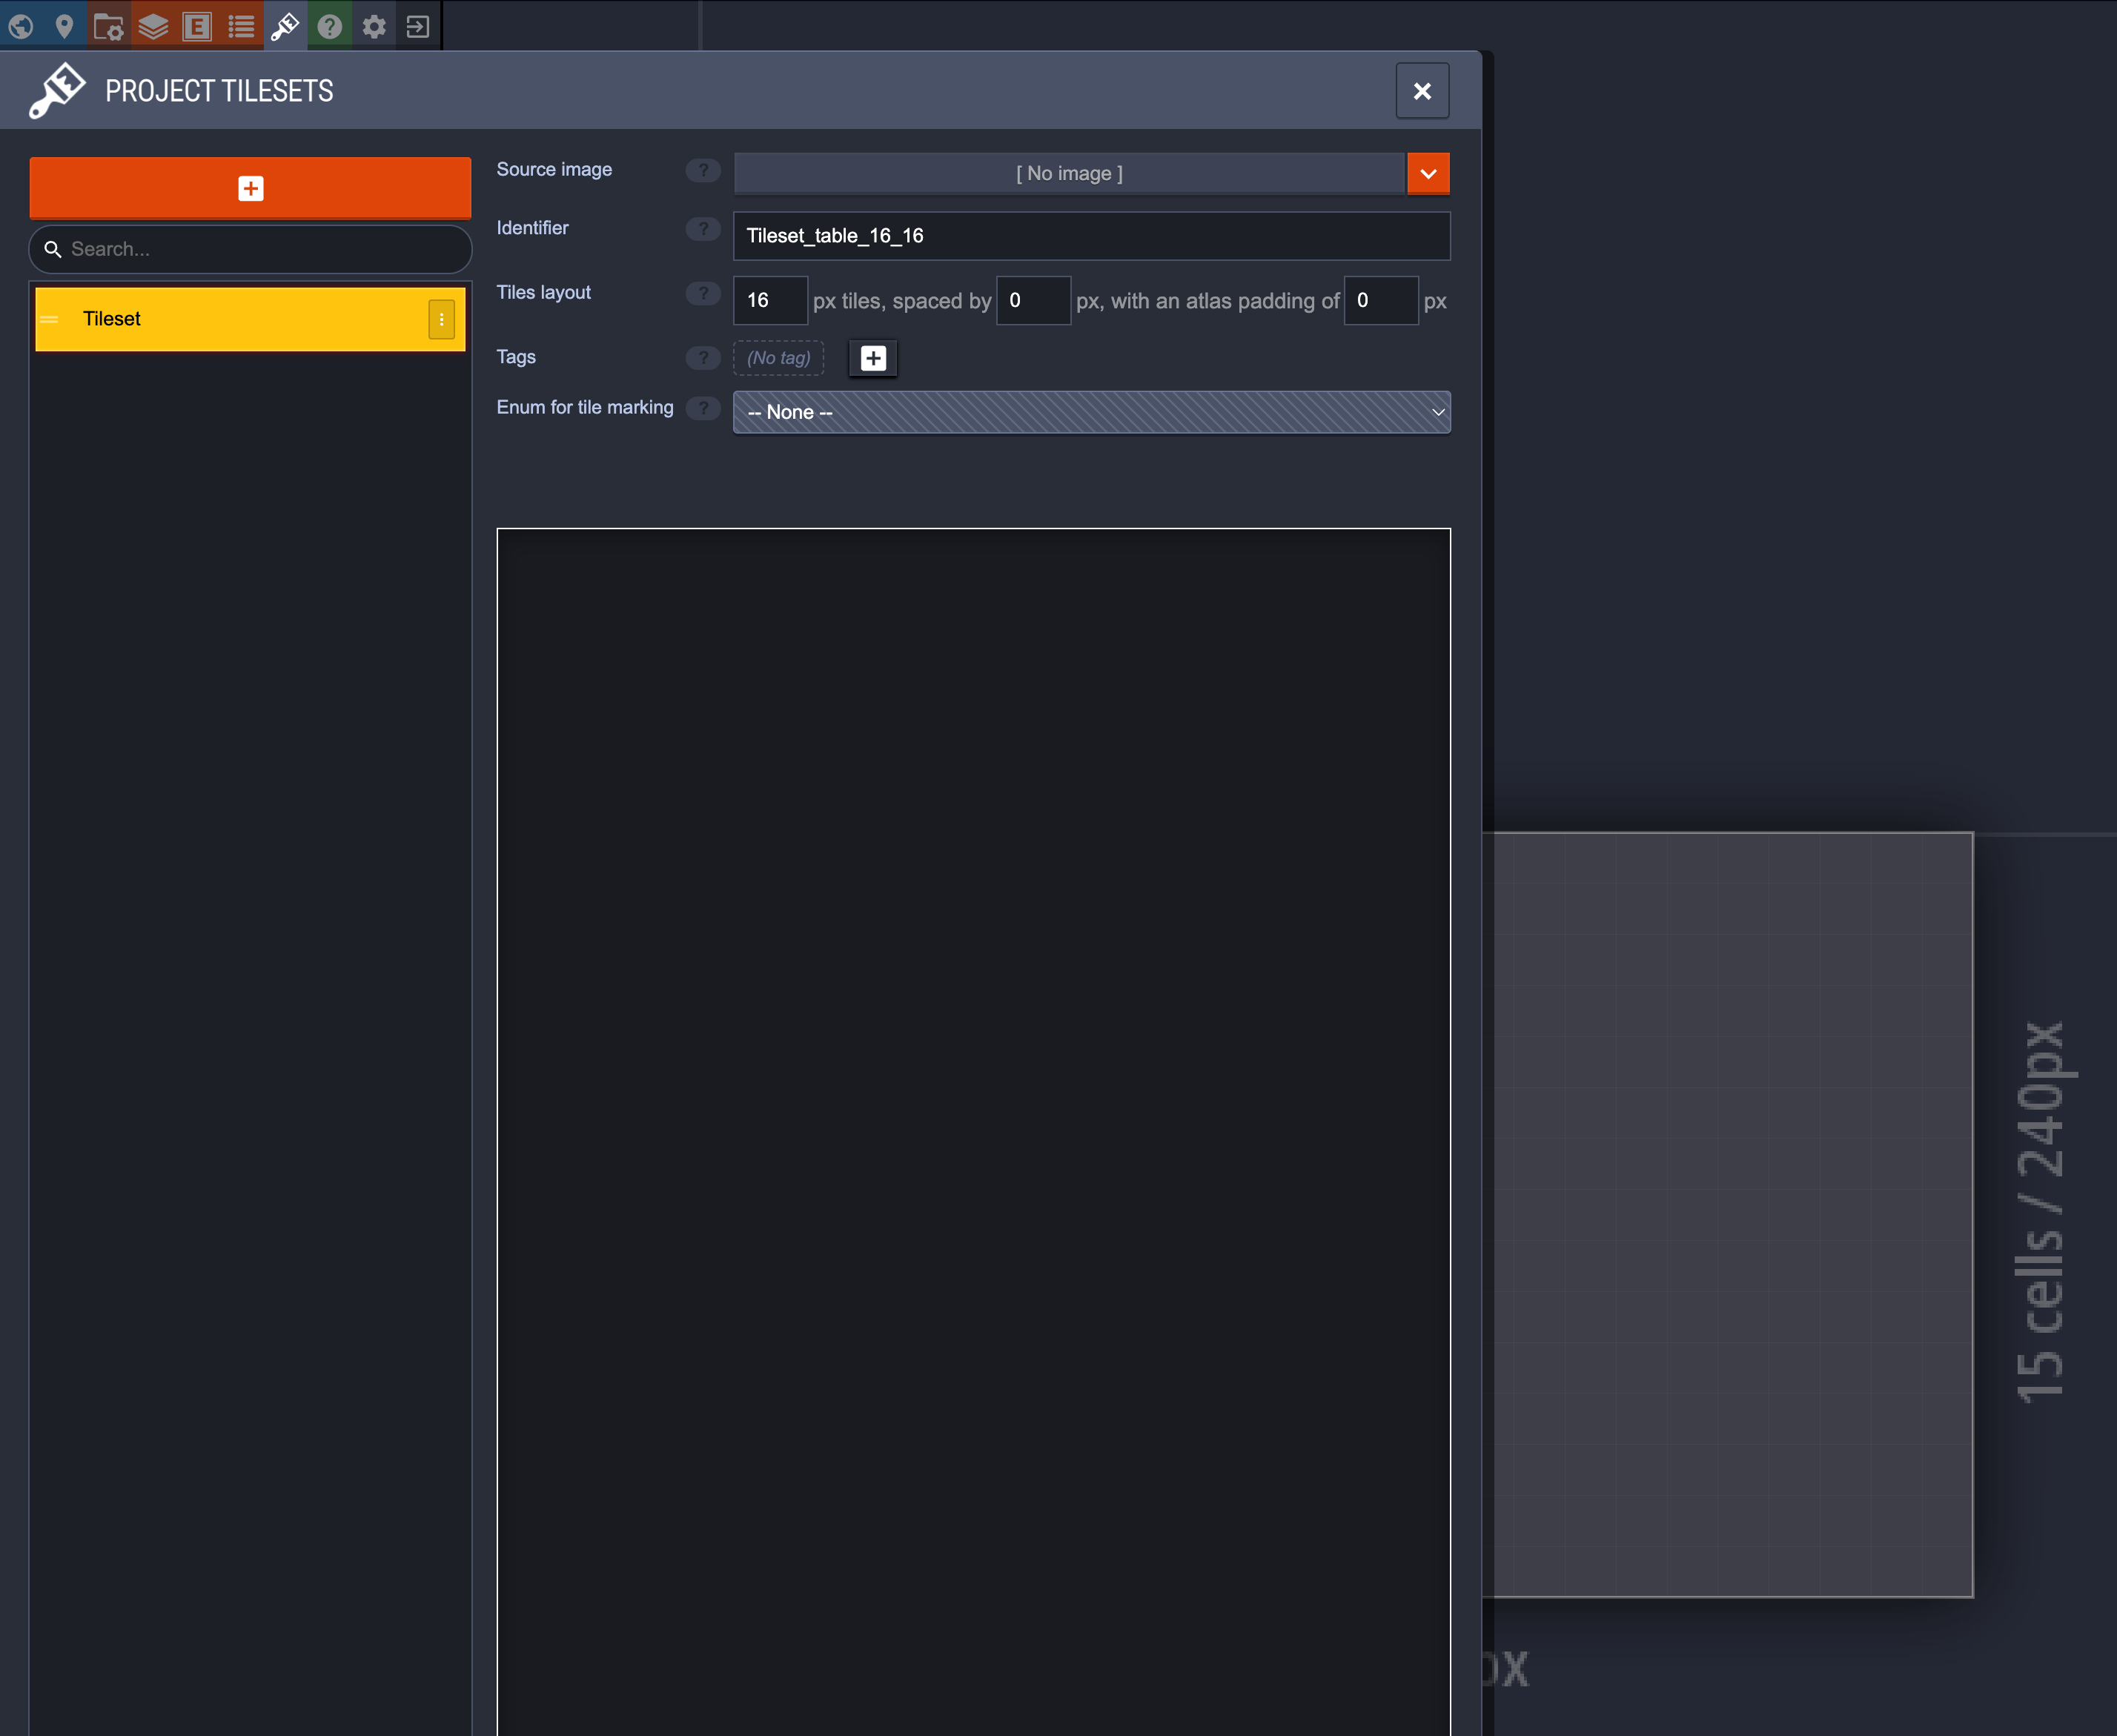 PROJECT TILESETS
Search...
Tileset
Source image ? [ No image ]
Identifier ? Tileset_table_16_16
Tiles layout ? 16 px tiles, spaced by 0 px, with an atlas padding of 0 px
Tags ? (No tag)
Enum for tile marking ? -- None --
15 cells / 240px
px